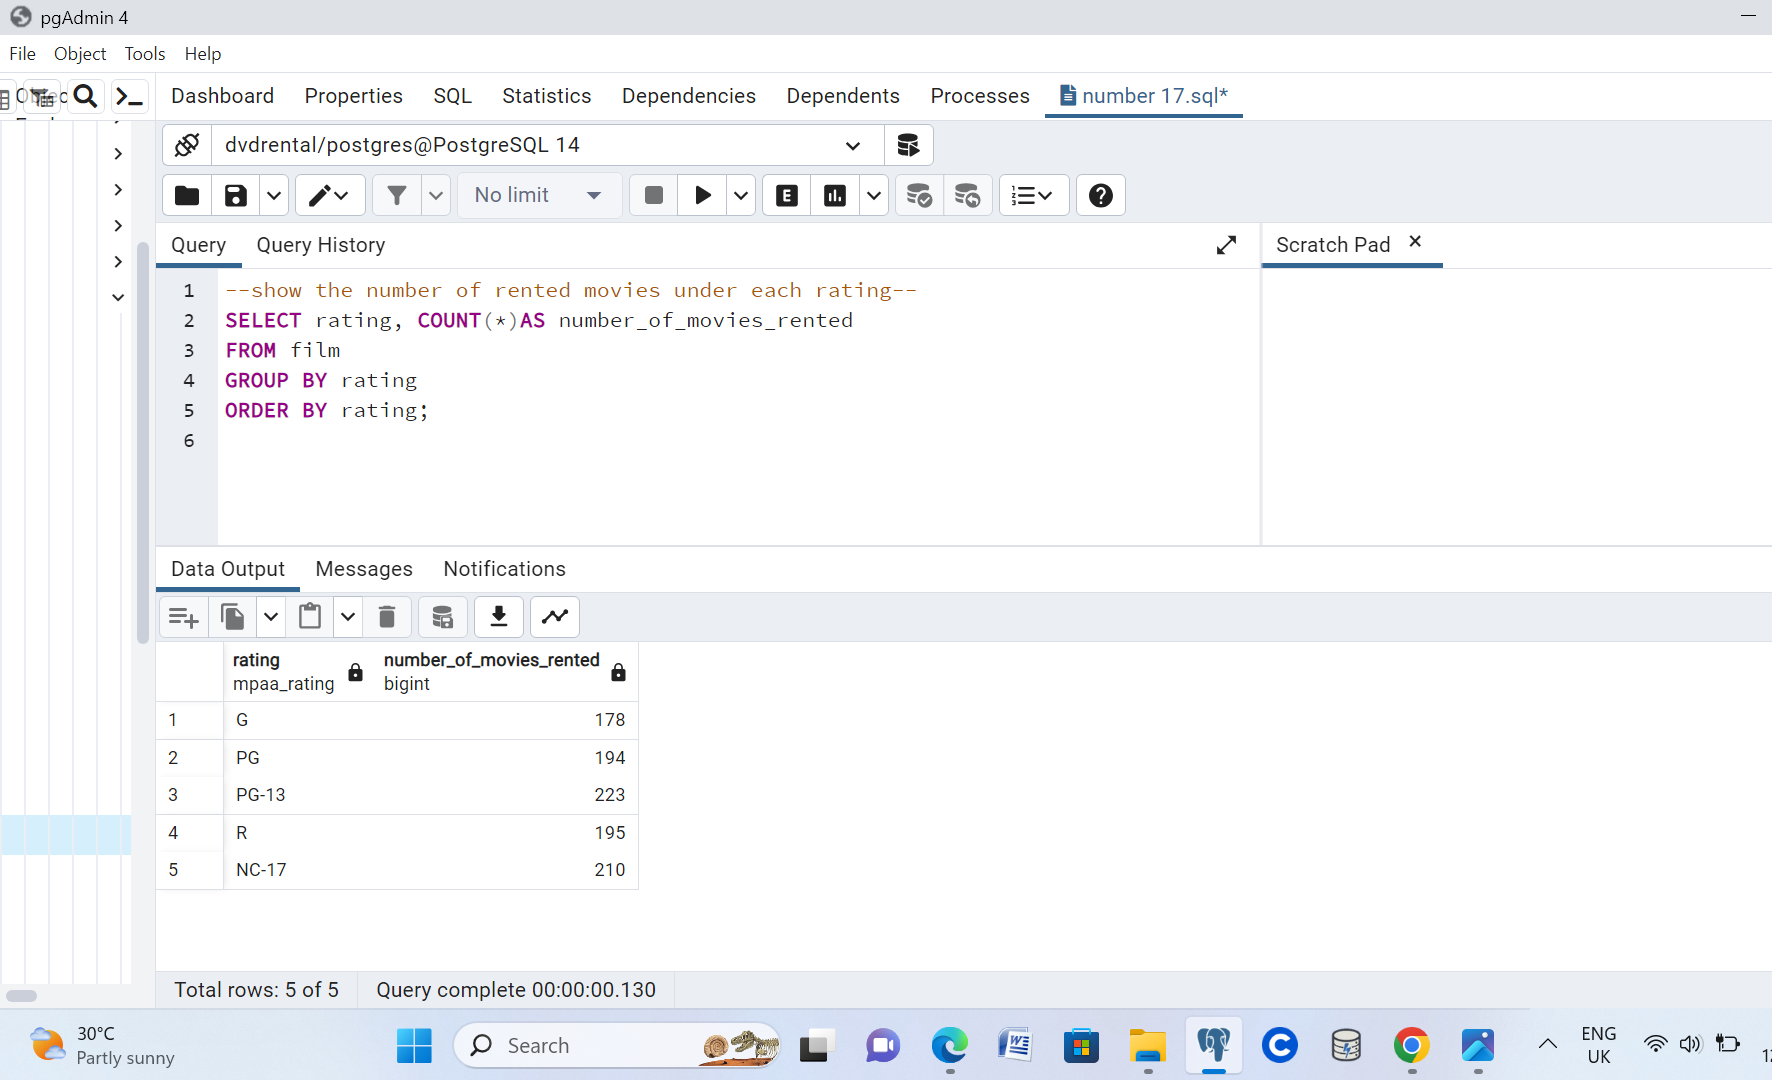 pgAdmin 4
File Object Tools Help
Dashboard Properties SQL Statistics Dependencies Dependents Processes number 17.sql*
dvdrental/postgres@PostgreSQL 14
No limit
Query Query History
Scratch Pad
1 --show the number of rented movies under each rating--
2 SELECT rating, COUNT(*)AS number_of_movies_rented
3 FROM film
4 GROUP BY rating
5 ORDER BY rating;
6
Data Output Messages Notifications
rating number_of_movies_rented
mpaa_rating bigint
1 G 178
2 PG 194
3 PG-13 223
4 R 195
5 NC-17 210
Total rows: 5 of 5 Query complete 00:00:00.130
30°C
Partly sunny
Search
ENG
UK